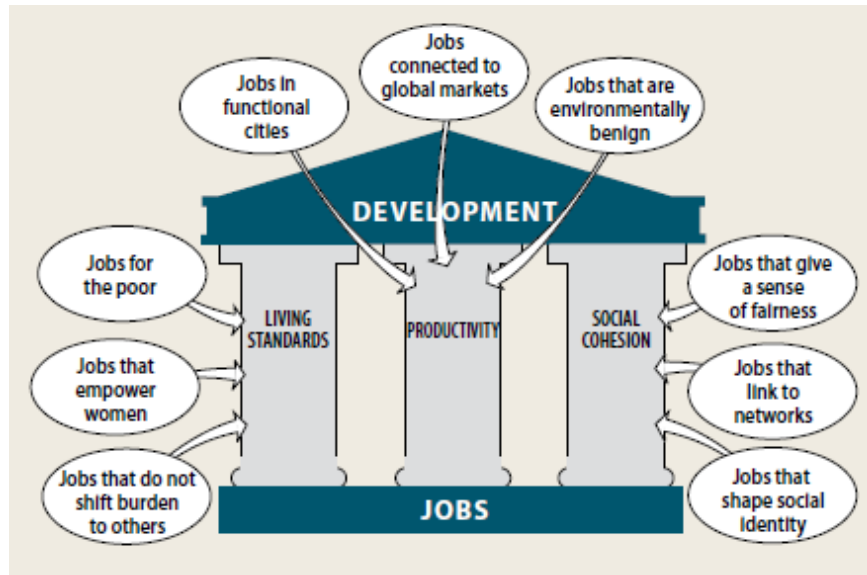 Jobs in
functional
cities
Jobs
connected to
global markets
Jobs that are
environmentally
benign
DEVELOPMENT
Jobs for
the poor
Jobs that
empower
women
Jobs that do not
shift burden
to others
LIVING
STANDARDS
PRODUCTIVITY
SOCIAL
COHESION
Jobs that give
a sense
of fairness
Jobs that
link to
networks
Jobs that
shape social
identity
JOBS